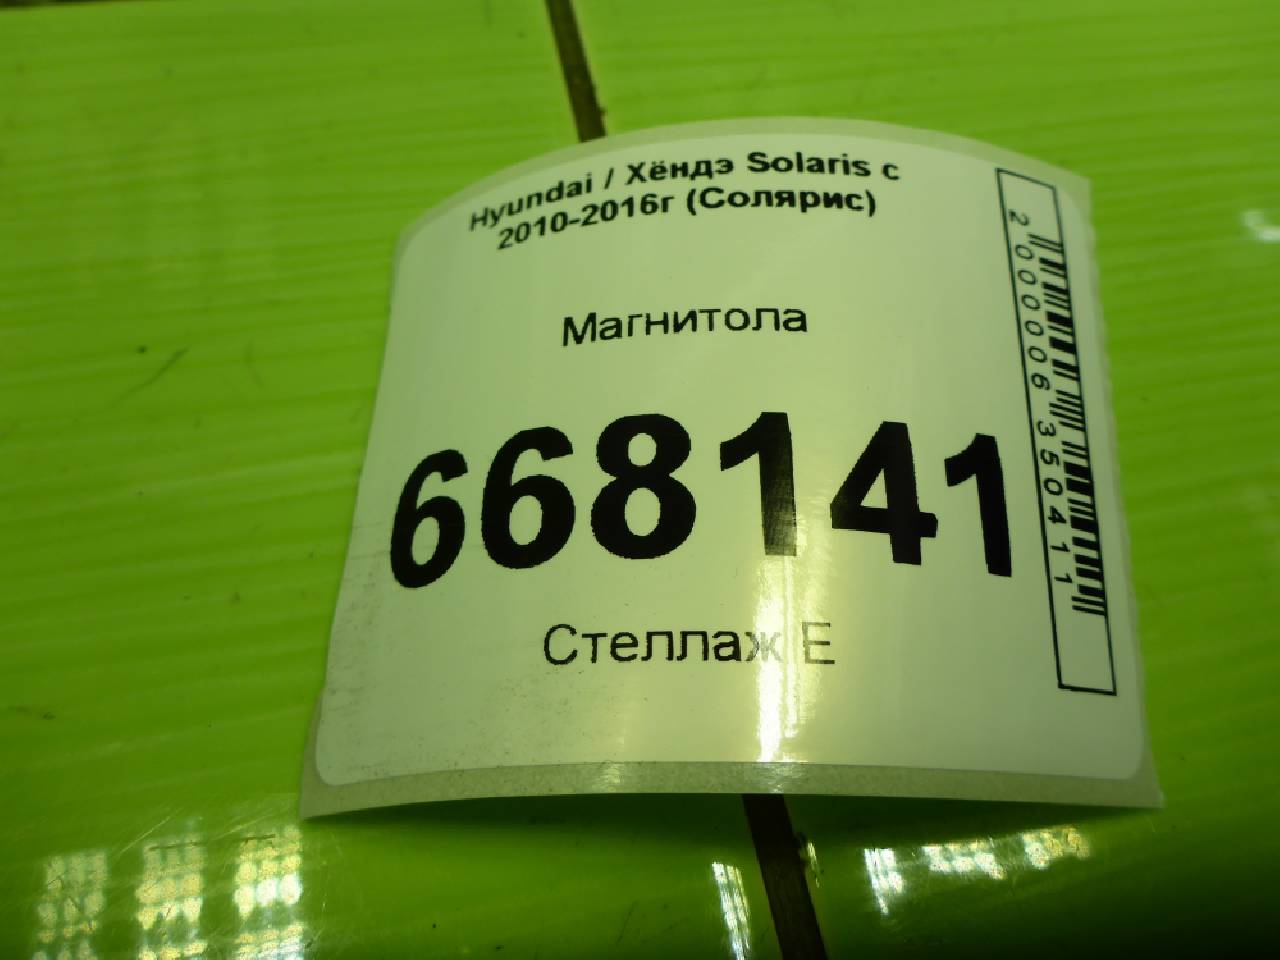 Hyundai / Хёндэ Solaris с
2010-2016г (Солярис)
Магнитола
668141
Стеллаж Е
2000006350411